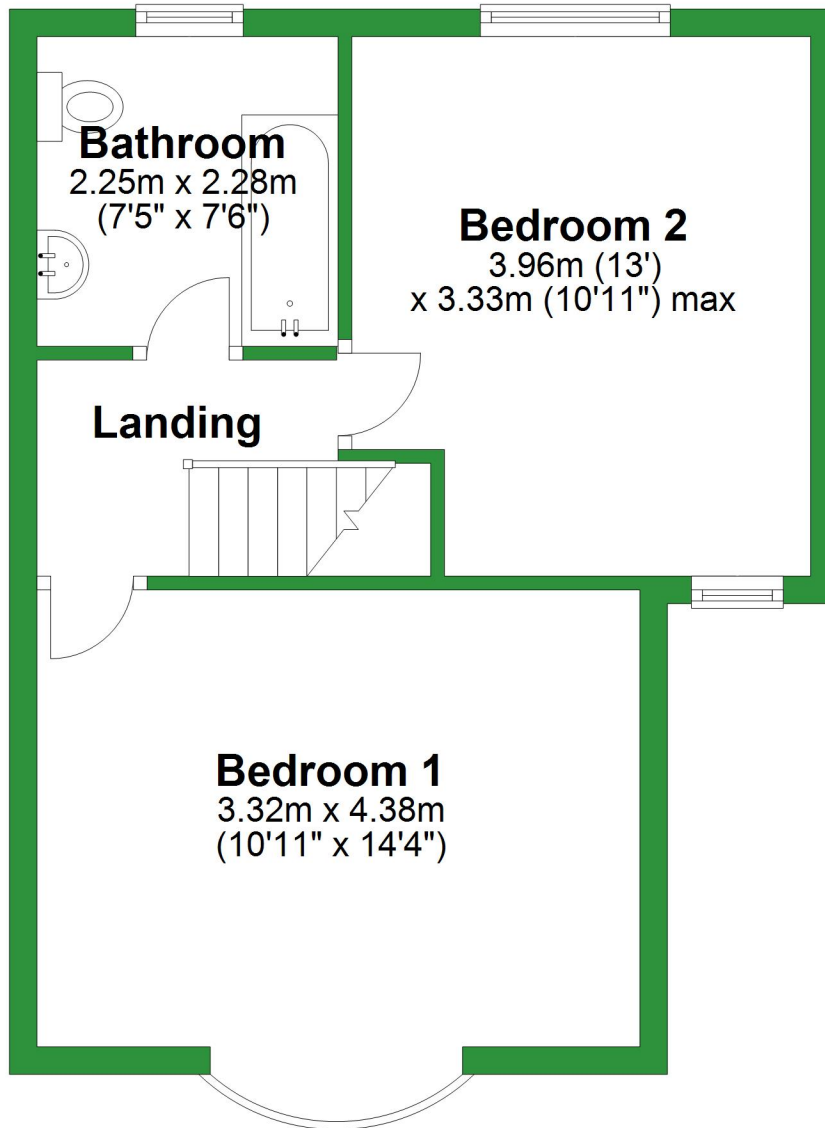 Bathroom
2.25m x 2.28m
(7'5" x 7'6")
Bedroom 2
3.96m (13')
x 3.33m (10'11") max
Landing
Bedroom 1
3.32m x 4.38m
(10'11" x 14'4")